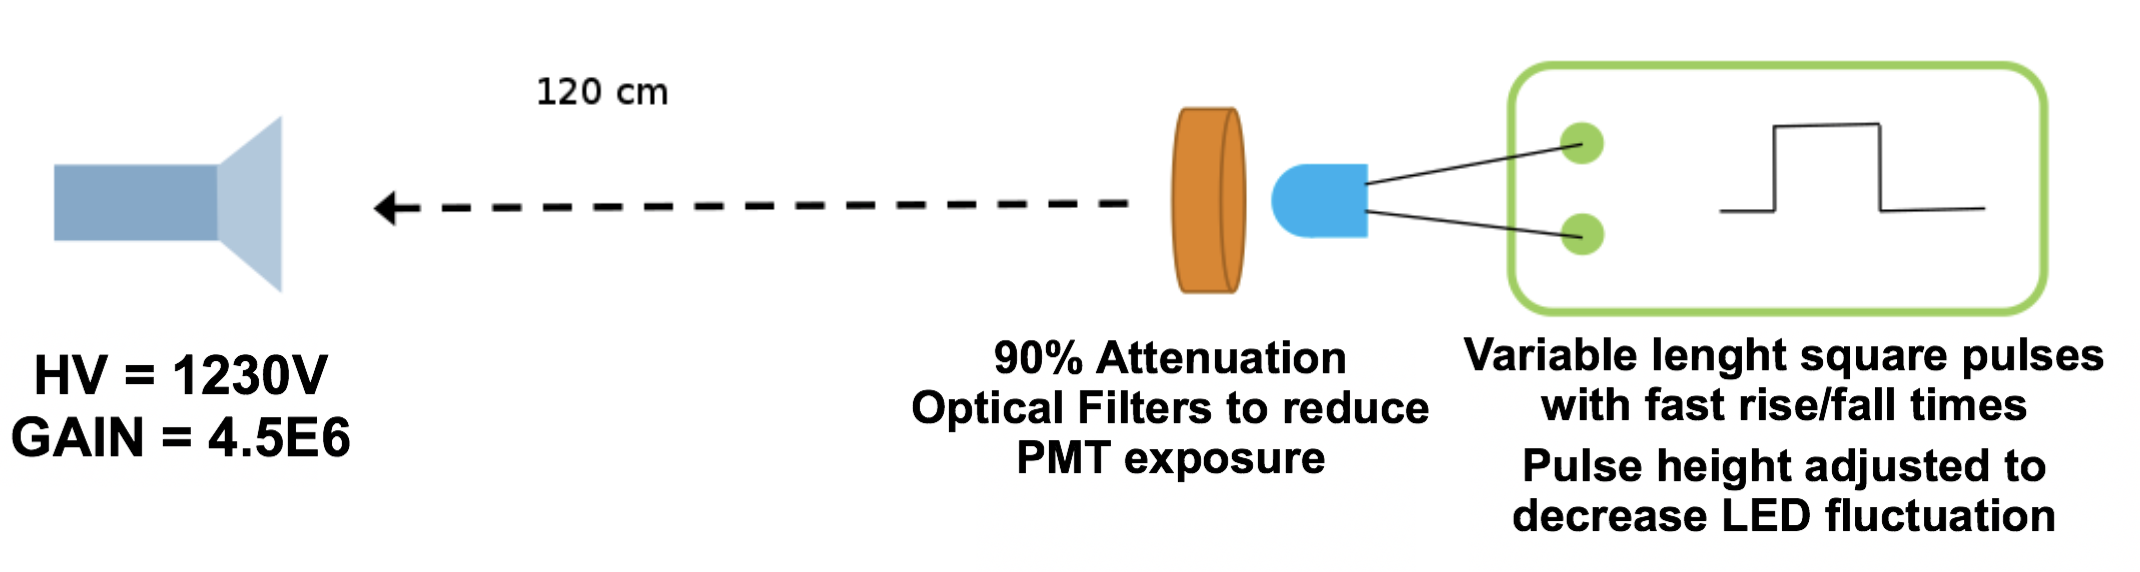 120 cm
HV = 1230V
GAIN = 4.5E6
90% Attenuation
Optical Filters to reduce
PMT exposure
Variable lenght square pulses
with fast rise/fall times
Pulse height adjusted to
decrease LED fluctuation